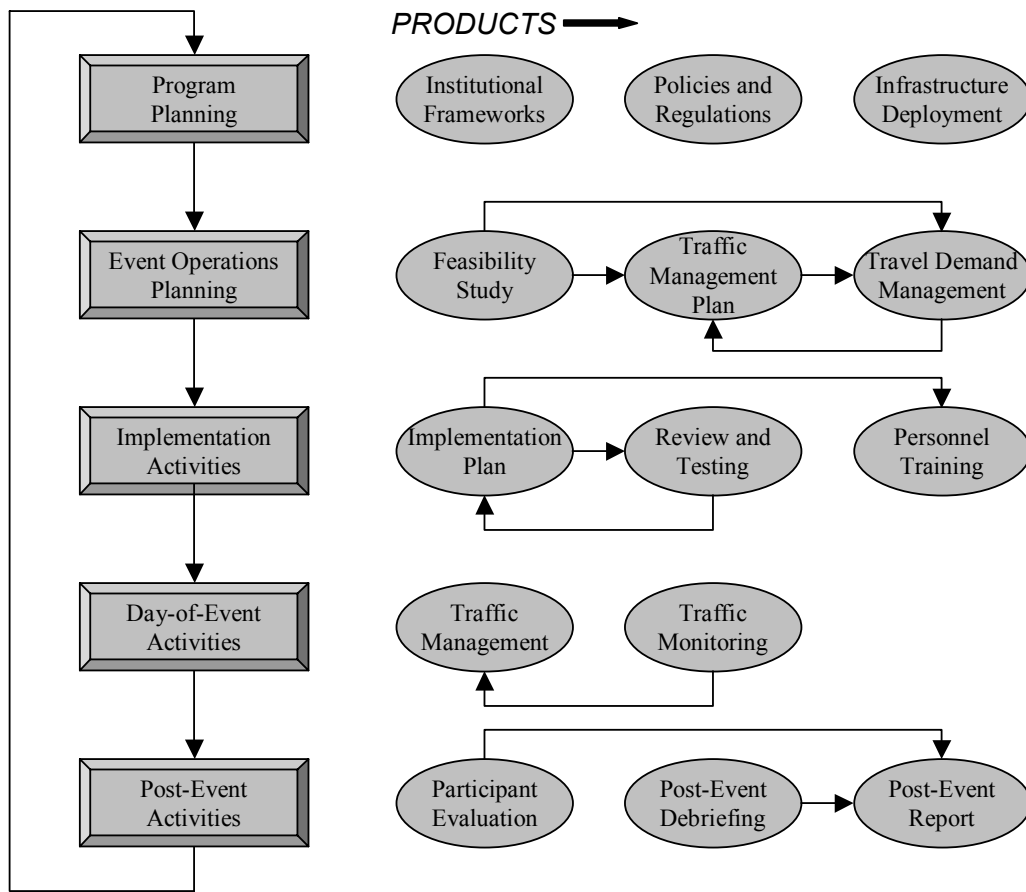 PRODUCTS
Program
Planning
Institutional
Frameworks
Policies and
Regulations
Infrastructure
Deployment
Event Operations
Planning
Feasibility
Study
Traffic
Management
Plan
Travel Demand
Management
Implementation
Activities
Implementation
Plan
Review and
Testing
Personnel
Training
Day-of-Event
Activities
Traffic
Management
Traffic
Monitoring
Post-Event
Activities
Participant
Evaluation
Post-Event
Debriefing
Post-Event
Report